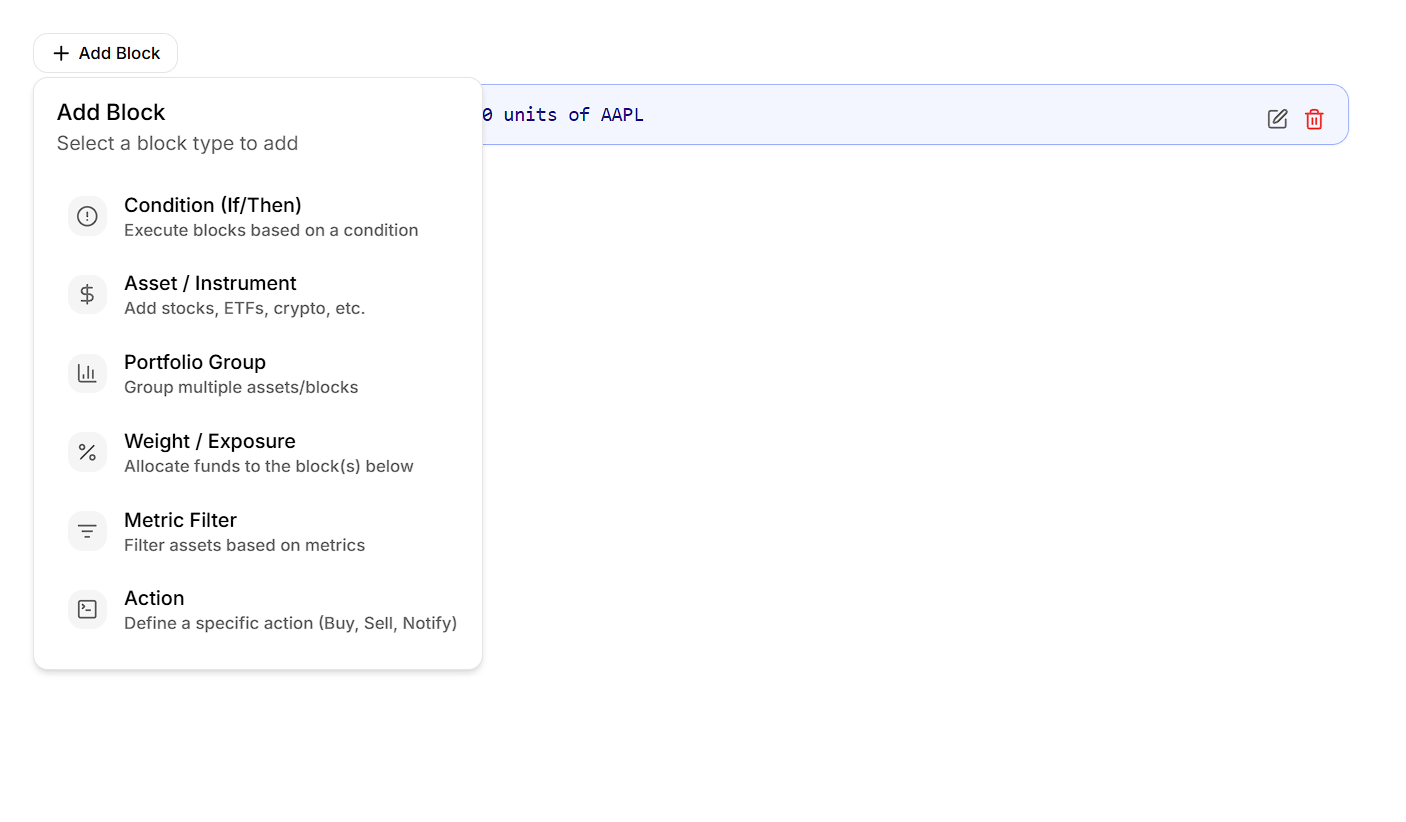 Add Block
Add Block
Select a block type to add
0 units of AAPL
Condition (If/Then)
Execute blocks based on a condition
Asset / Instrument
Add stocks, ETFs, crypto, etc.
Portfolio Group
Group multiple assets/blocks
Weight / Exposure
Allocate funds to the block(s) below
Metric Filter
Filter assets based on metrics
Action
Define a specific action (Buy, Sell, Notify)